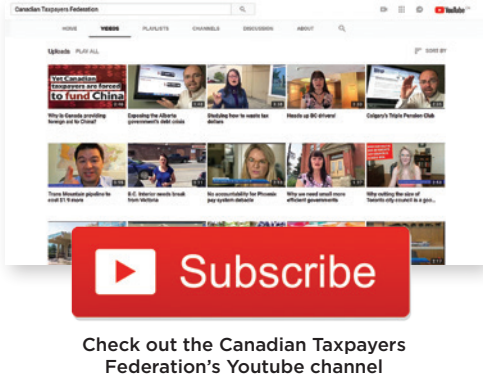 Canadian Taxpayers Federation
YouTube
HOME VIDEOS PLAYLISTS CHANNELS DISCUSSION ABOUT
Uploads PLAY ALL SORT BY
Yet Canadian
taxpayers are forced
to fund China
Why is Canada providing
foreign aid to China?
Exposing the Alberta
government's debt crisis
Studying how to waste tax
dollars
Heads up BC drivers!
Calgary's Triple Pension Club
Trans Mountain pipeline to
cost $1.9 more
B.C. interior needs break
from Victoria
No accountability for Phoenix
pay system debacle
Why we need small more
efficient governments
Why cutting the size of
Toronto city council is a goo...
Subscribe
Check out the Canadian Taxpayers
Federation's Youtube channel